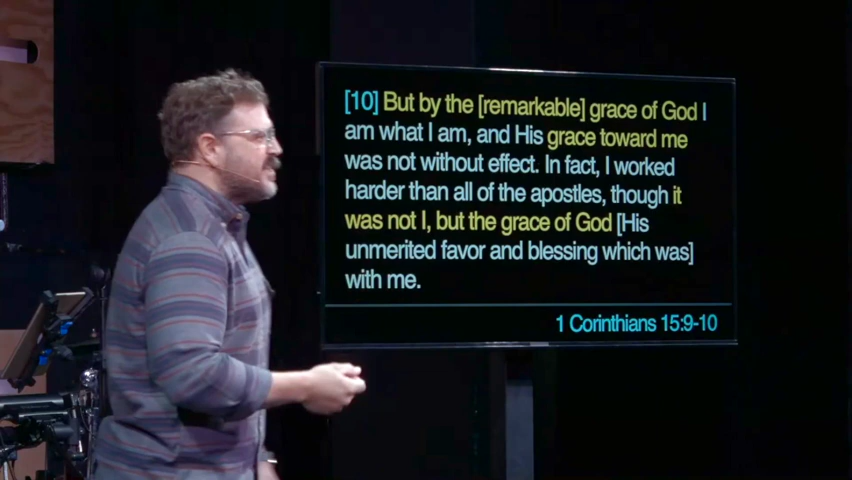 [10] But by the [remarkable] grace of God I
am what I am, and His grace toward me
was not without effect. In fact, I worked
harder than all of the apostles, though it
was not I, but the grace of God [His
unmerited favor and blessing which was]
with me.
1 Corinthians 15:9-10